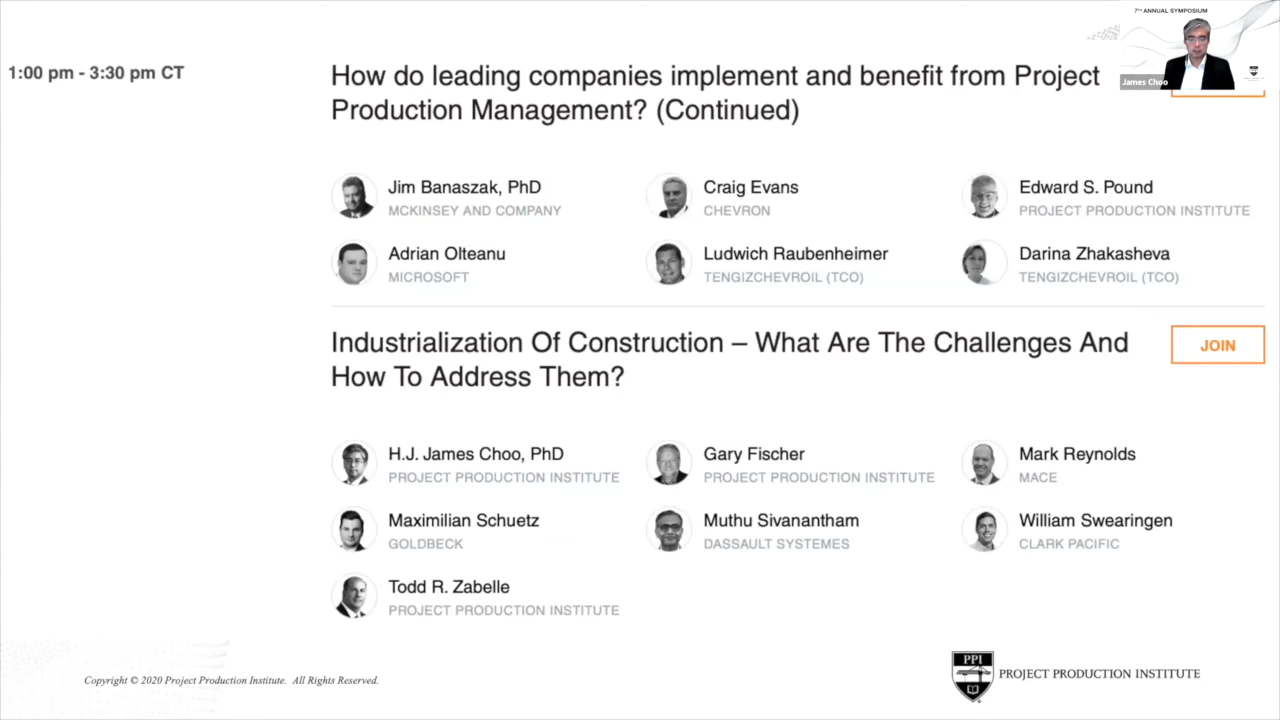 7TH ANNUAL SYMPOSIUM
James Choo
1:00 pm - 3:30 pm CT
How do leading companies implement and benefit from Project
Production Management? (Continued)
Jim Banaszak, PhD
MCKINSEY AND COMPANY
Craig Evans
CHEVRON
Edward S. Pound
PROJECT PRODUCTION INSTITUTE
Adrian Olteanu
MICROSOFT
Ludwich Raubenheimer
TENGIZCHEVROIL (TCO)
Darina Zhakasheva
TENGIZCHEVROIL (TCO)
Industrialization Of Construction – What Are The Challenges And
How To Address Them?
JOIN
H.J. James Choo, PhD
PROJECT PRODUCTION INSTITUTE
Gary Fischer
PROJECT PRODUCTION INSTITUTE
Mark Reynolds
MACE
Maximilian Schuetz
GOLDBECK
Muthu Sivanantham
DASSAULT SYSTEMES
William Swearingen
CLARK PACIFIC
Todd R. Zabelle
PROJECT PRODUCTION INSTITUTE
Copyright © 2020 Project Production Institute. All Rights Reserved.
PPI
PROJECT PRODUCTION INSTITUTE